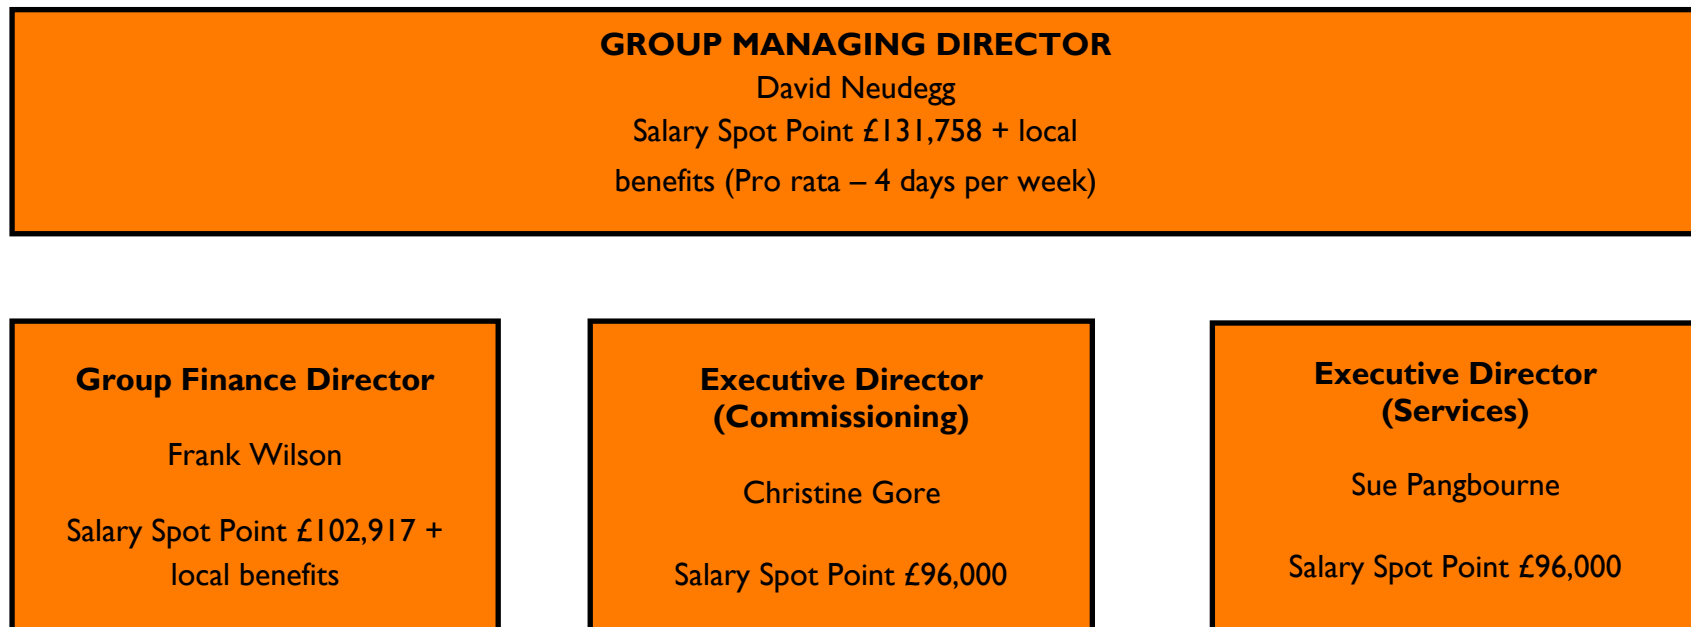 GROUP MANAGING DIRECTOR
David Neudegg
Salary Spot Point £131,758 + local
benefits (Pro rata – 4 days per week)
Group Finance Director
Frank Wilson
Salary Spot Point £102,917 +
local benefits
Executive Director
(Commissioning)
Christine Gore
Salary Spot Point £96,000
Executive Director
(Services)
Sue Pangbourne
Salary Spot Point £96,000